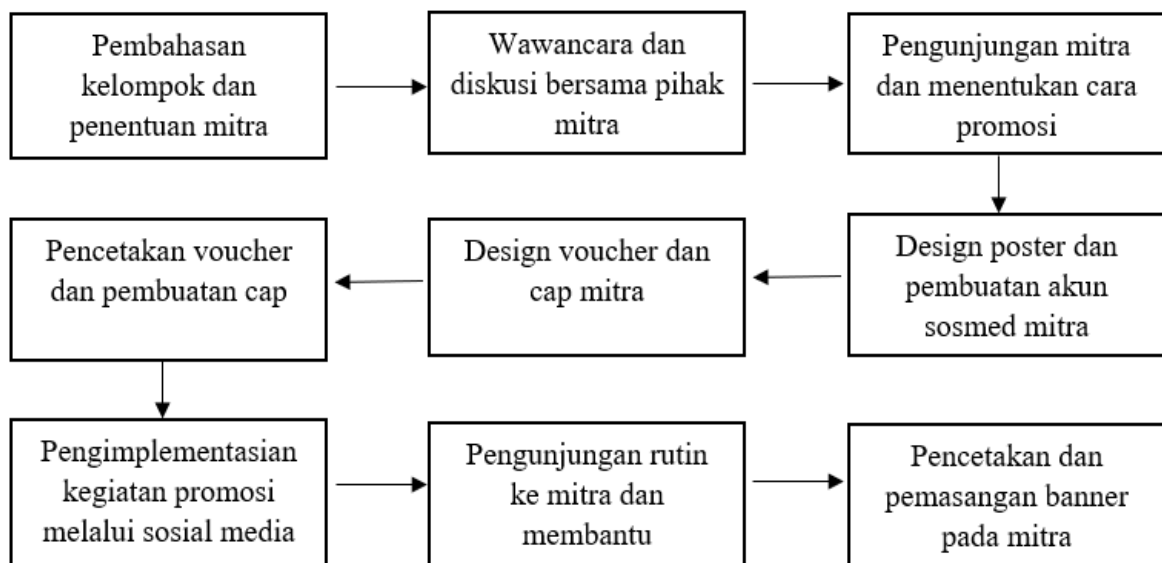 Pembahasan
kelompok dan
penentuan mitra
Wawancara dan
diskusi bersama pihak
mitra
Pengunjungan mitra
dan menentukan cara
promosi
Design poster dan
pembuatan akun
sosmed mitra
Design voucher dan
cap mitra
Pencetakan voucher
dan pembuatan cap
Pengimplementasian
kegiatan promosi
melalui sosial media
Pengunjungan rutin
ke mitra dan
membantu
Pencetakan dan
pemasangan banner
pada mitra